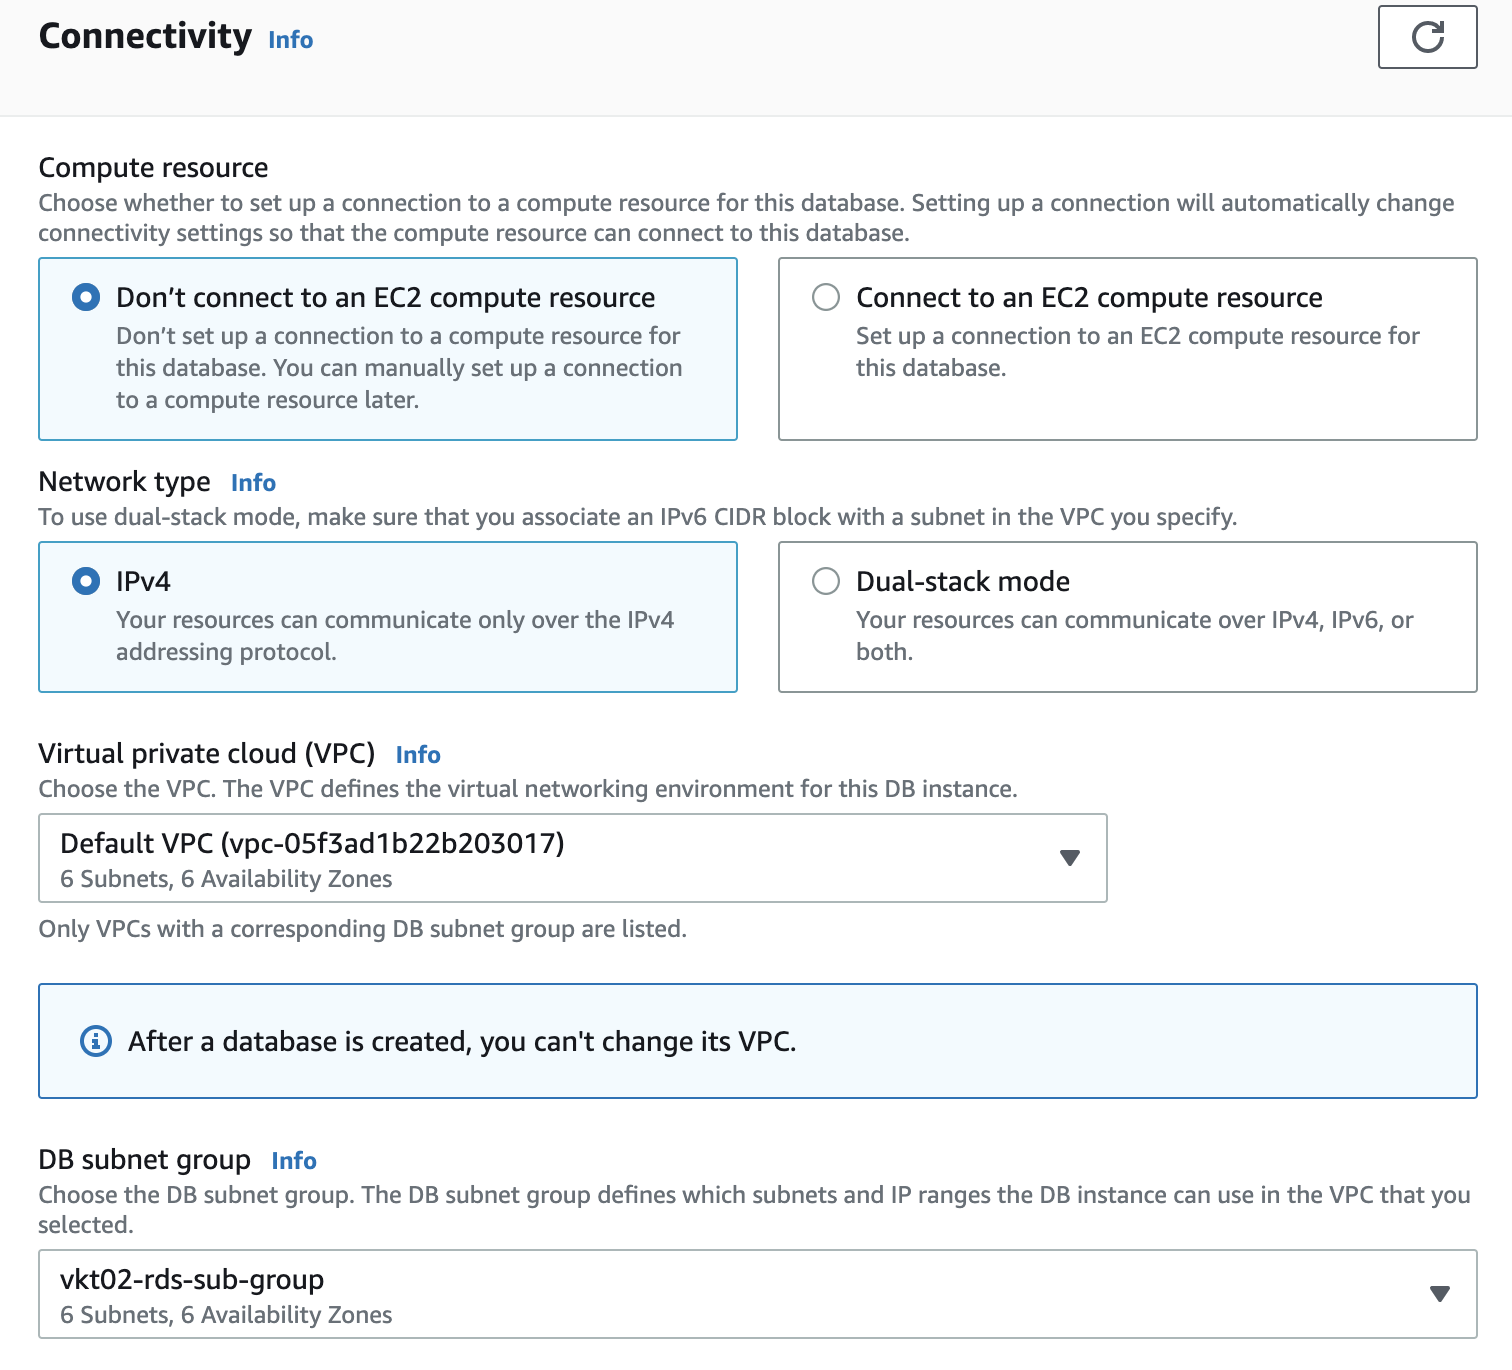 Connectivity Info
Compute resource
Choose whether to set up a connection to a compute resource for this database. Setting up a connection will automatically change
connectivity settings so that the compute resource can connect to this database.
Don’t connect to an EC2 compute resource
Don’t set up a connection to a compute resource for
this database. You can manually set up a connection
to a compute resource later.
Connect to an EC2 compute resource
Set up a connection to an EC2 compute resource for
this database.
Network type Info
To use dual-stack mode, make sure that you associate an IPv6 CIDR block with a subnet in the VPC you specify.
IPv4
Your resources can communicate only over the IPv4
addressing protocol.
Dual-stack mode
Your resources can communicate over IPv4, IPv6, or
both.
Virtual private cloud (VPC) Info
Choose the VPC. The VPC defines the virtual networking environment for this DB instance.
Default VPC (vpc-05f3ad1b22b203017)
6 Subnets, 6 Availability Zones
Only VPCs with a corresponding DB subnet group are listed.
After a database is created, you can't change its VPC.
DB subnet group Info
Choose the DB subnet group. The DB subnet group defines which subnets and IP ranges the DB instance can use in the VPC that you
selected.
vkt02-rds-sub-group
6 Subnets, 6 Availability Zones